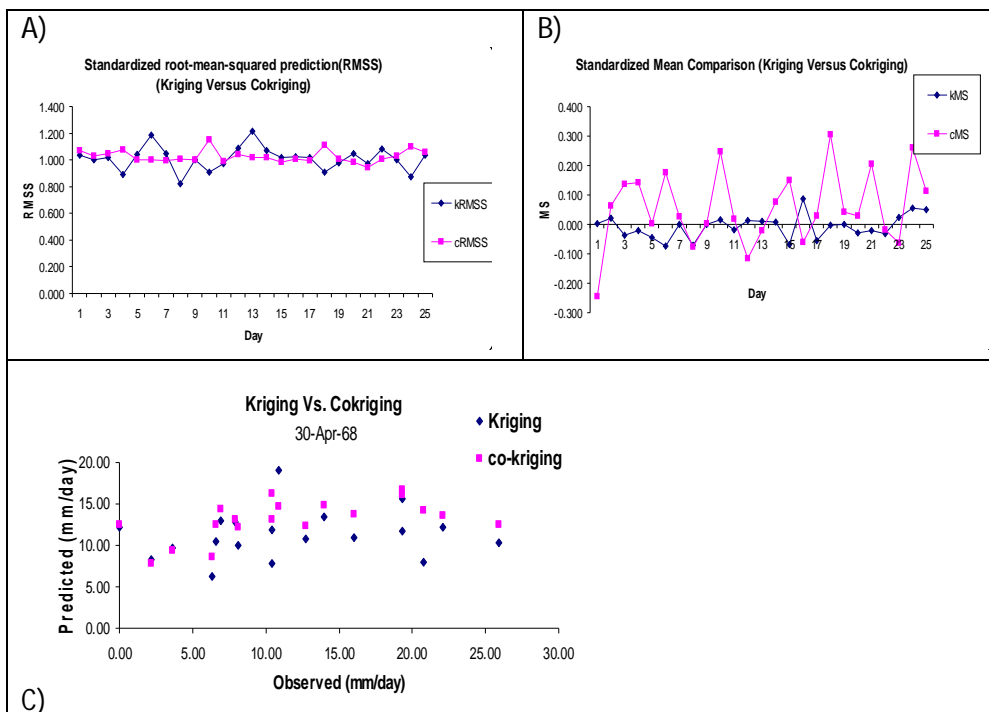 A)
Standardized root-mean-squared prediction(RMSS)
(Kriging Versus Cokriging)
1.400
1.200
1.000
0.800
0.600
0.400
0.200
0.000
RMSS
1 3 5 7 9 11 13 15 17 19 21 23 25
Day
kRMSS
cRMSS
B)
Standardized Mean Comparison (Kriging Versus Cokriging)
kMS
cMS
0.400
0.300
0.200
0.100
0.000
-0.100
-0.200
-0.300
MS
1 3 5 7 9 11 13 15 17 19 21 23 25
Day
Kriging Vs. Cokriging
30-Apr-68
Kriging
co-kriging
20.00
15.00
10.00
5.00
0.00
Predicted (mm/day)
0.00 5.00 10.00 15.00 20.00 25.00 30.00
Observed (mm/day)
C)